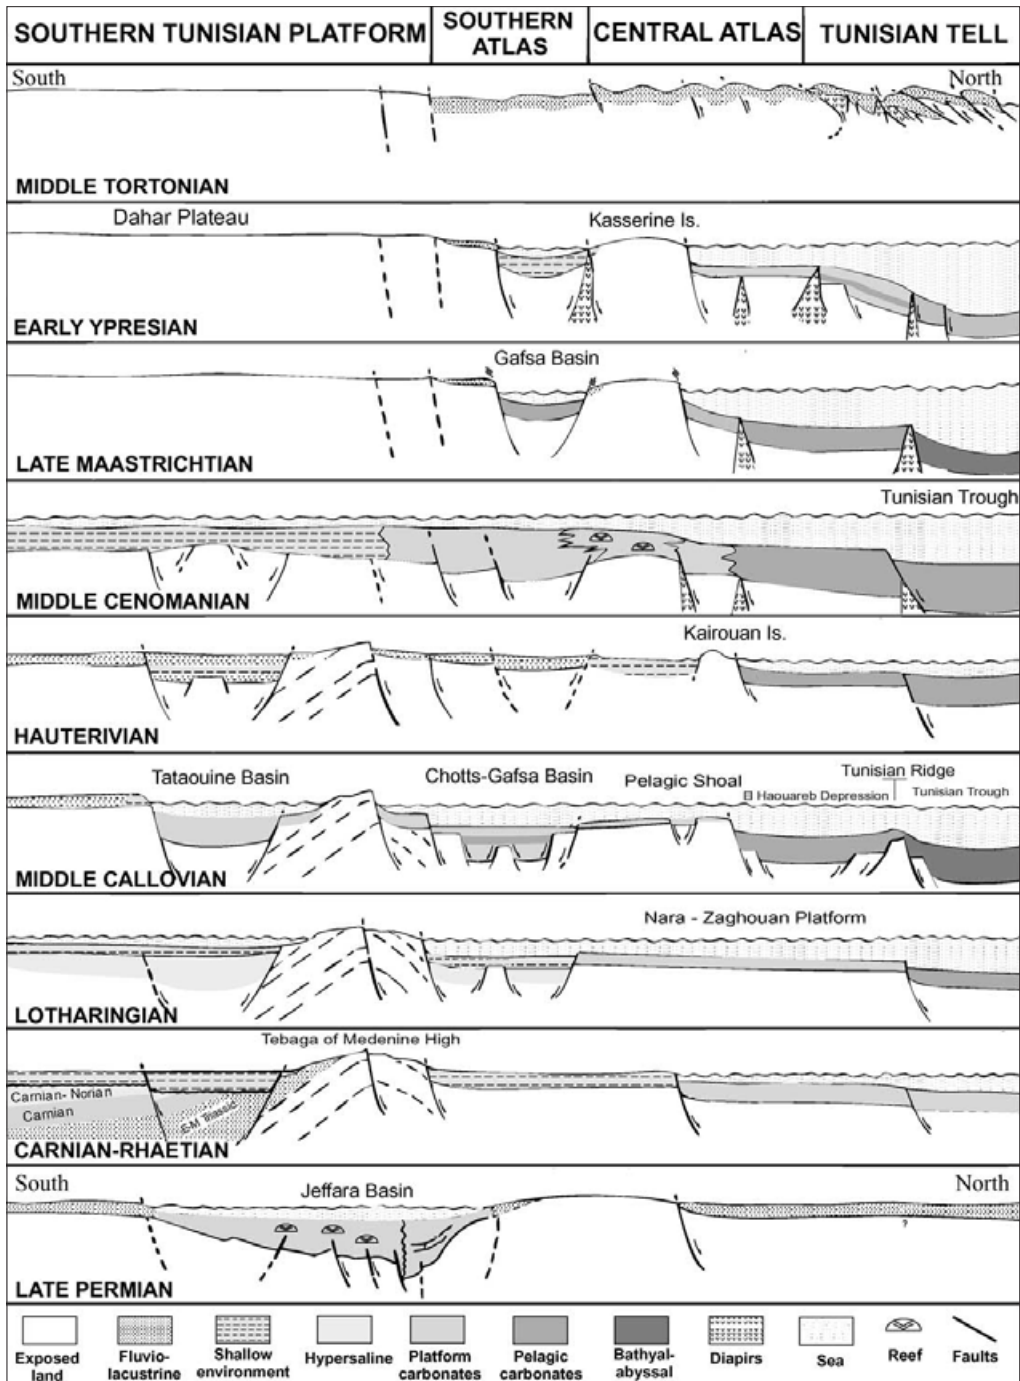 SOUTHERN TUNISIAN PLATFORM
SOUTHERN ATLAS
CENTRAL ATLAS
TUNISIAN TELL
South
North
MIDDLE TORTONIAN
Dahar Plateau
Kasserine Is.
EARLY YPRESIAN
Gafsa Basin
LATE MAASTRICHTIAN
Tunisian Trough
MIDDLE CENOMANIAN
Kairouan Is.
HAUTERIVIAN
Tataouine Basin
Chotts-Gafsa Basin
Pelagic Shoal
Tunisian Ridge
El Haouareb Depression
Tunisian Trough
MIDDLE CALLOVIAN
Nara - Zaghouan Platform
LOTHARINGIAN
Tebaga of Medenine High
Carnian- Norian
Carnian
E-M Triassic
CARNIAN-RHAETIAN
South
Jeffara Basin
North
?
LATE PERMIAN
Exposed land
Fluvio-lacustrine
Shallow environment
Hypersaline
Platform carbonates
Pelagic carbonates
Bathyal-abyssal
Diapirs
Sea
Reef
Faults